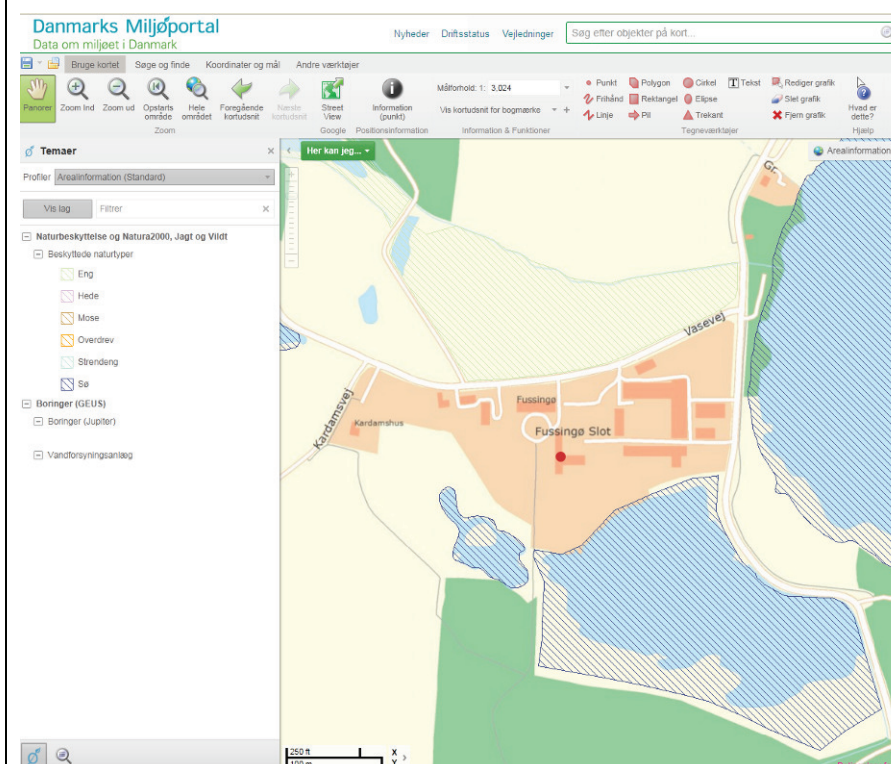 Danmarks Miljøportal
Data om miljøet i Danmark
Nyheder Driftsstatus Vejledninger
Søg efter objekter på kort...
Bruge kortet Søge og finde Koordinater og mål Andre værktøjer
Panorer
Zoom Ind
Zoom ud
Opstarts område
Hele området
Foregående kortudsnit
Næste kortudsnit
Zoom
Street View
Google
Information (punkt)
Positionsinformation
Målforhold: 1: 3,024
Vis kortudsnit for bogmærke
Information & Funktioner
Punkt Polygon Cirkel Tekst Rediger grafik
Frihånd Rektangel Elipse Slet grafik
Linje Pil Trekant Fjern grafik
Tegneværktøjer
Hvad er dette?
Hjælp
Temaer
Profiler Arealinformation (Standard)
Vis lag Filtrer
Naturbeskyttelse og Natura2000, Jagt og Vildt
Beskyttede naturtyper
Eng
Hede
Mose
Overdrev
Strandeng
Sø
Boringer (GEUS)
Boringer (Jupiter)
Vandforsyningsanlæg
Her kan jeg...
Arealinformation
Gr.
Vasevej
Kardamsvej
Kardamshus
Fussingø
Fussingø Slot
250 ft
100 m
X
Y